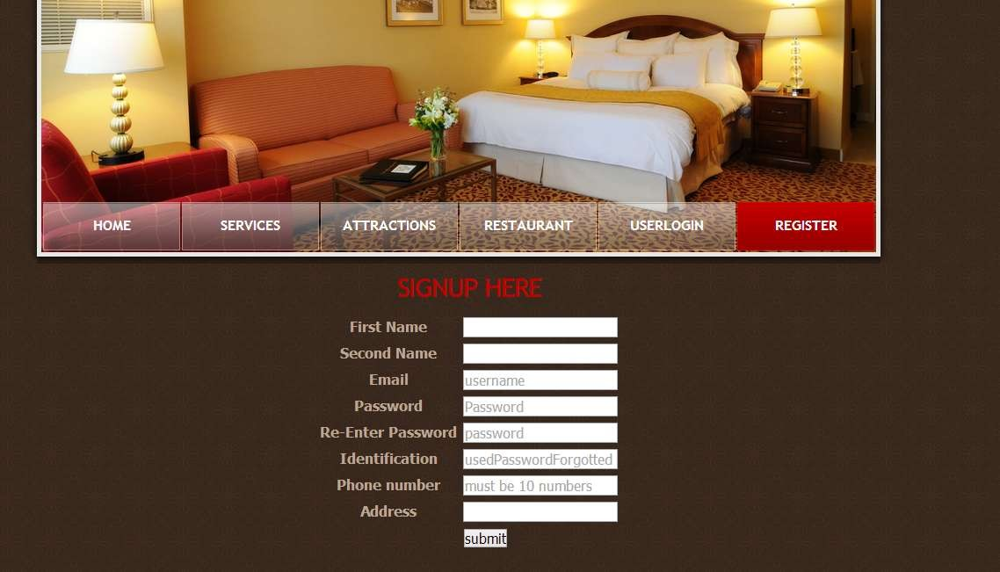 HOME SERVICES ATTRACTIONS RESTAURANT USERLOGIN REGISTER
SIGNUP HERE
First Name
Second Name
Email username
Password Password
Re-Enter Password password
Identification usedPasswordForgotted
Phone number must be 10 numbers
Address
submit